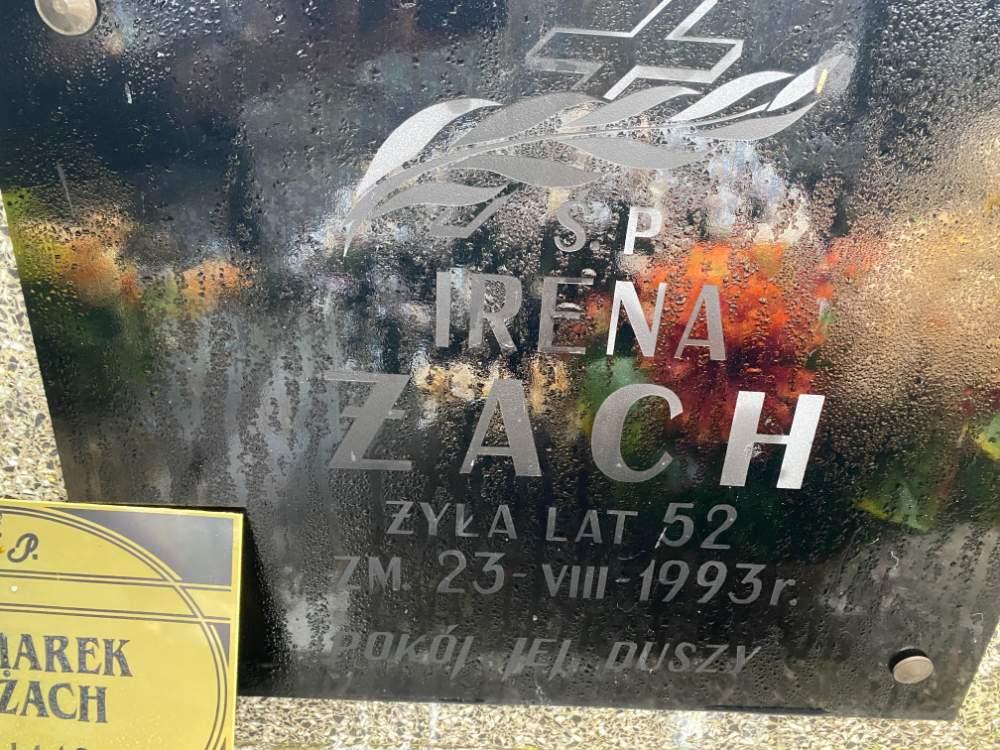 S P
IRENA
ŻACH
ŻYŁA LAT 52
ZM. 23-VIII-1993r.
POKÓJ JEJ DUSZY
P.
MAREK
ŻACH